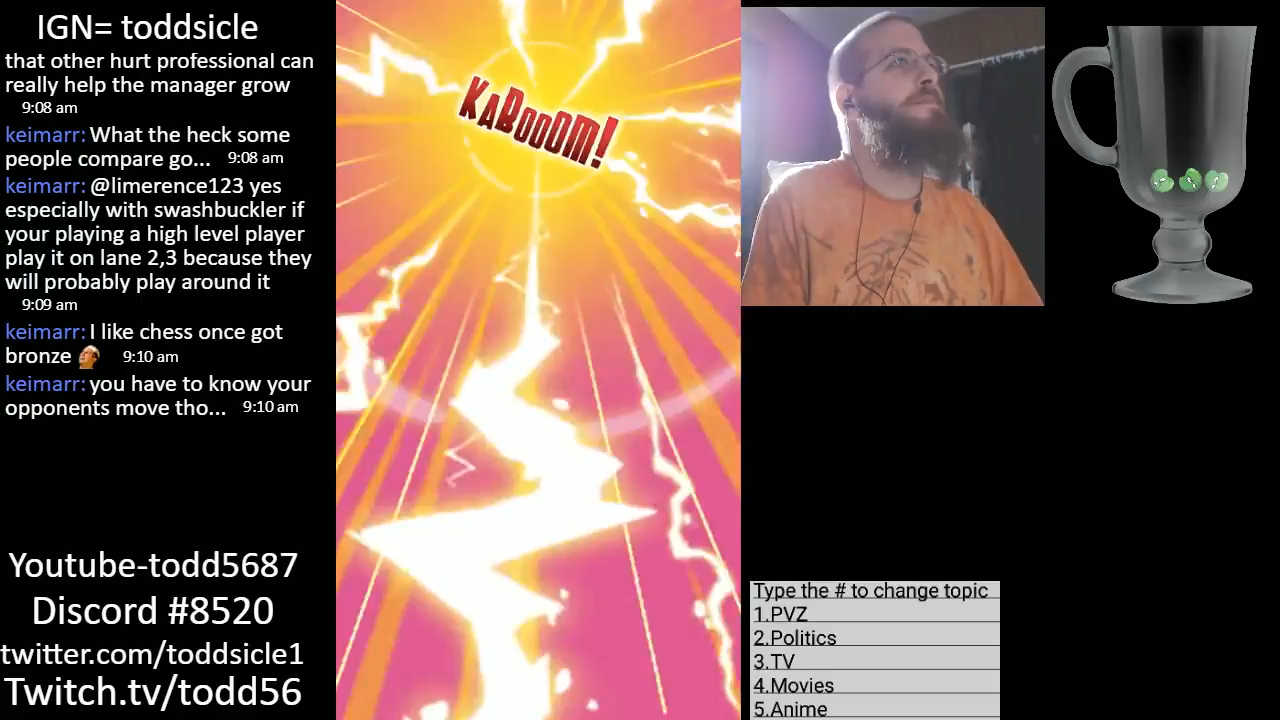 IGN= toddsicle
that other hurt professional can
really help the manager grow
9:08 am
keimarr: What the heck some
people compare go... 9:08 am
keimarr: @limerence123 yes
especially with swashbuckler if
your playing a high level player
play it on lane 2,3 because they
will probably play around it
9:09 am
keimarr: I like chess once got
bronze 9:10 am
keimarr: you have to know your
opponents move tho... 9:10 am
Youtube-todd5687
Discord #8520
twitter.com/toddsicle1
Twitch.tv/todd56
KABOOOM!
Type the # to change topic
1.PVZ
2.Politics
3.TV
4.Movies
5.Anime